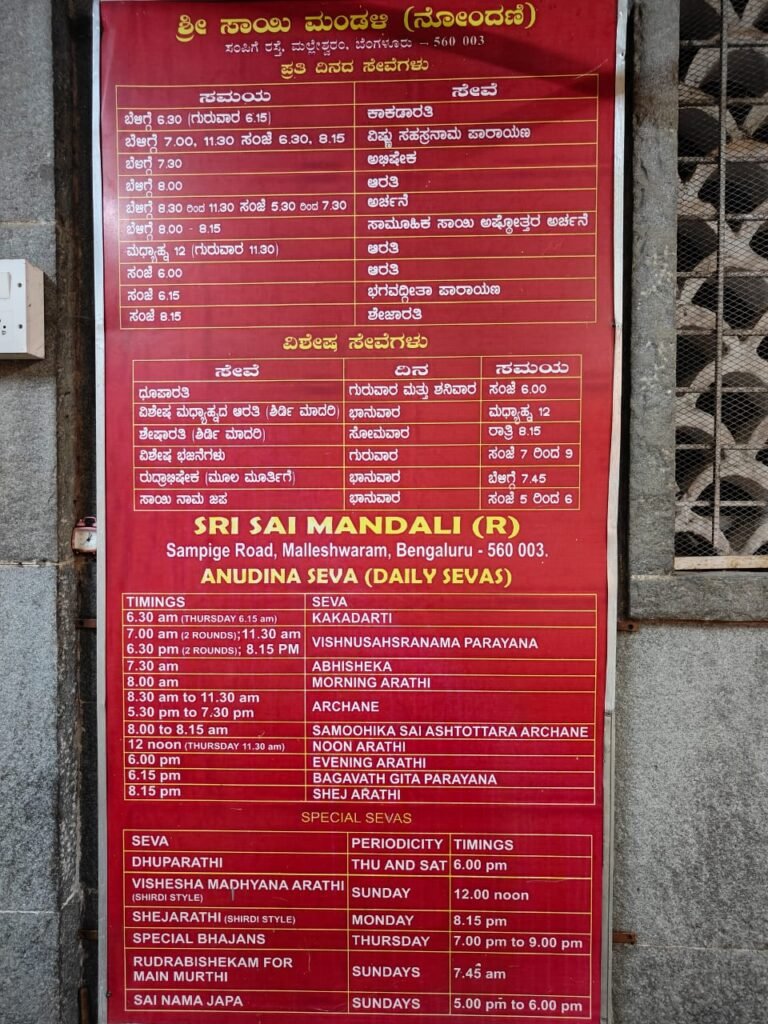 ಶ್ರೀ ಸಾಯಿ ಮಂಡಳಿ (ನೋಂದಣಿ)
ಸಂಪಿಗೆ ರಸ್ತೆ, ಮಲ್ಲೇಶ್ವರಂ, ಬೆಂಗಳೂರು – 560 003
ಪ್ರತಿ ದಿನದ ಸೇವೆಗಳು
ಸಮಯ ಸೇವೆ
ಬೆಳಿಗ್ಗೆ 6.30 (ಗುರುವಾರ 6.15) ಕಾಕಡಾರತಿ
ಬೆಳಿಗ್ಗೆ 7.00, 11.30 ಸಂಜೆ 6.30, 8.15 ವಿಷ್ಣು ಸಹಸ್ರನಾಮ ಪಾರಾಯಣ
ಬೆಳಗ್ಗೆ 7.30 ಅಭಿಷೇಕ
ಬೆಳಿಗ್ಗೆ 8.00 ಆರತಿ
ಬೆಳಿಗ್ಗೆ 8.30 ರಿಂದ 11.30 ಸಂಜೆ 5.30 ರಿಂದ 7.30 ಅರ್ಚನೆ
ಬೆಳಿಗ್ಗೆ 8.00 - 8.15 ಸಾಮೂಹಿಕ ಸಾಯಿ ಅಷ್ಠೋತ್ತರ ಅರ್ಚನೆ
ಮಧ್ಯಾಹ್ನ 12 (ಗುರುವಾರ 11.30) ಆರತಿ
ಸಂಜೆ 6.00 ಆರತಿ
ಸಂಜೆ 6.15 ಭಗವದ್ಗೀತಾ ಪಾರಾಯಣ
ಸಂಜೆ 8.15 ಶೇಜಾರತಿ
ವಿಶೇಷ ಸೇವೆಗಳು
ಸೇವೆ ದಿನ ಸಮಯ
ಧೂಪಾರತಿ ಗುರುವಾರ ಮತ್ತು ಶನಿವಾರ ಸಂಜೆ 6.00
ವಿಶೇಷ ಮಧ್ಯಾಹ್ನದ ಆರತಿ (ಶಿರ್ಡಿ ಮಾದರಿ) ಭಾನುವಾರ ಮಧ್ಯಾಹ್ನ 12
ಶೇಷಾರತಿ (ಶಿರ್ಡಿ ಮಾದರಿ) ಸೋಮವಾರ ರಾತ್ರಿ 8.15
ವಿಶೇಷ ಭಜನೆಗಳು ಗುರುವಾರ ಸಂಜೆ 7 ರಿಂದ 9
ರುದ್ರಾಭಿಷೇಕ (ಮೂಲ ಮೂರ್ತಿಗೆ) ಭಾನುವಾರ ಬೆಳಿಗ್ಗೆ 7.45
ಸಾಯಿ ನಾಮ ಜಪ ಭಾನುವಾರ ಸಂಜೆ 5 ರಿಂದ 6
SRI SAI MANDALI (R)
Sampige Road, Malleshwaram, Bengaluru - 560 003.
ANUDINA SEVA (DAILY SEVAS)
TIMINGS SEVA
6.30 am (THURSDAY 6.15 am) KAKADARTI
7.00 am (2 ROUNDS);11.30 am
6.30 pm (2 ROUNDS); 8.15 PM VISHNUSAHSRANAMA PARAYANA
7.30 am ABHISHEKA
8.00 am MORNING ARATHI
8.30 am to 11.30 am
5.30 pm to 7.30 pm ARCHANE
8.00 to 8.15 am SAMOOHIKA SAI ASHTOTTARA ARCHANE
12 noon (THURSDAY 11.30 am) NOON ARATHI
6.00 pm EVENING ARATHI
6.15 pm BAGAVATH GITA PARAYANA
8.15 pm SHEJ ARATHI
SPECIAL SEVAS
SEVA PERIODICITY TIMINGS
DHUPARATHI THU AND SAT 6.00 pm
VISHESHA MADHYANA ARATHI
(SHIRDI STYLE) SUNDAY 12.00 noon
SHEJARATHI (SHIRDI STYLE) MONDAY 8.15 pm
SPECIAL BHAJANS THURSDAY 7.00 pm to 9.00 pm
RUDRABISHEKAM FOR
MAIN MURTHI SUNDAYS 7.45 am
SAI NAMA JAPA SUNDAYS 5.00 pm to 6.00 pm